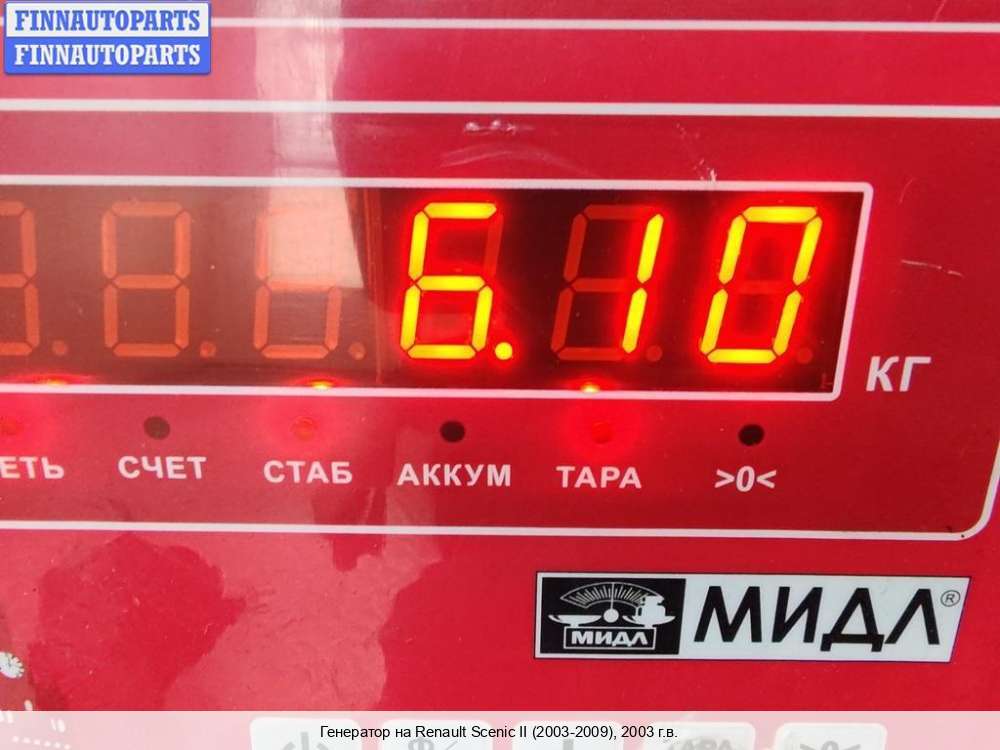 FINNAUTOPARTS
FINNAUTOPARTS
6.10
КГ
СЧЕТ СТАБ АККУМ ТАРА >0<
МИДЛ МИДЛ®
Генератор на Renault Scenic II (2003-2009), 2003 г.в.